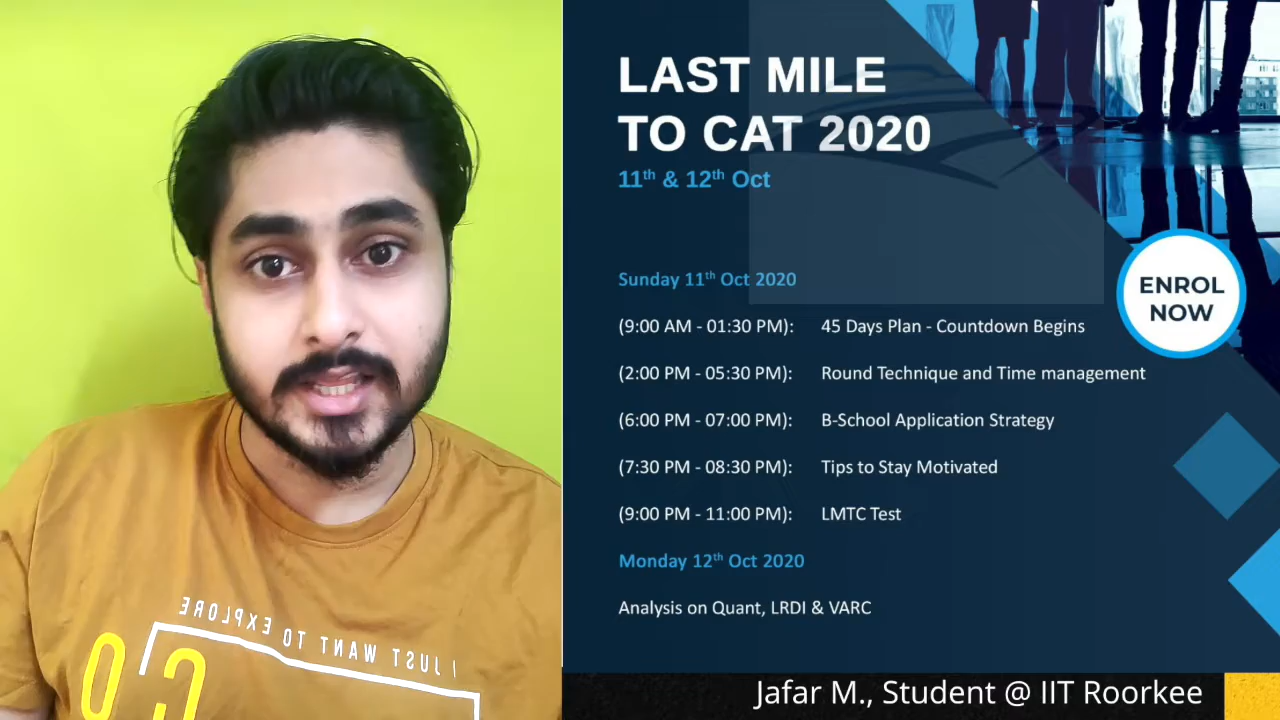 LAST MILE
TO CAT 2020
11th & 12th Oct
Sunday 11th Oct 2020
(9:00 AM - 01:30 PM): 45 Days Plan - Countdown Begins
(2:00 PM - 05:30 PM): Round Technique and Time management
(6:00 PM - 07:00 PM): B-School Application Strategy
(7:30 PM - 08:30 PM): Tips to Stay Motivated
(9:00 PM - 11:00 PM): LMTC Test
Monday 12th Oct 2020
Analysis on Quant, LRDI & VARC
ENROL
NOW
I JUST WANT TO EXPLORE
Jafar M., Student @ IIT Roorkee